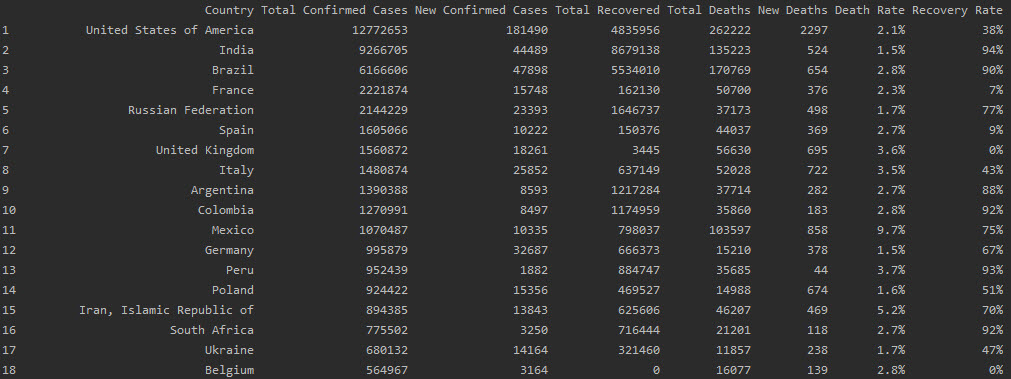 Country Total Confirmed Cases New Confirmed Cases Total Recovered Total Deaths New Deaths Death Rate Recovery Rate
1 United States of America 12772653 181490 4835956 262222 2297 2.1% 38%
2 India 9266705 44489 8679138 135223 524 1.5% 94%
3 Brazil 6166606 47898 5534010 170769 654 2.8% 90%
4 France 2221874 15748 162130 50700 376 2.3% 7%
5 Russian Federation 2144229 23393 1646737 37173 498 1.7% 77%
6 Spain 1605066 10222 150376 44037 369 2.7% 9%
7 United Kingdom 1560872 18261 3445 56630 695 3.6% 0%
8 Italy 1480874 25852 637149 52028 722 3.5% 43%
9 Argentina 1390388 8593 1217284 37714 282 2.7% 88%
10 Colombia 1270991 8497 1174959 35860 183 2.8% 92%
11 Mexico 1070487 10335 798037 103597 858 9.7% 75%
12 Germany 995879 32687 666373 15210 378 1.5% 67%
13 Peru 952439 1882 884747 35685 44 3.7% 93%
14 Poland 924422 15356 469527 14988 674 1.6% 51%
15 Iran, Islamic Republic of 894385 13843 625606 46207 469 5.2% 70%
16 South Africa 775502 3250 716444 21201 118 2.7% 92%
17 Ukraine 680132 14164 321460 11857 238 1.7% 47%
18 Belgium 564967 3164 0 16077 139 2.8% 0%